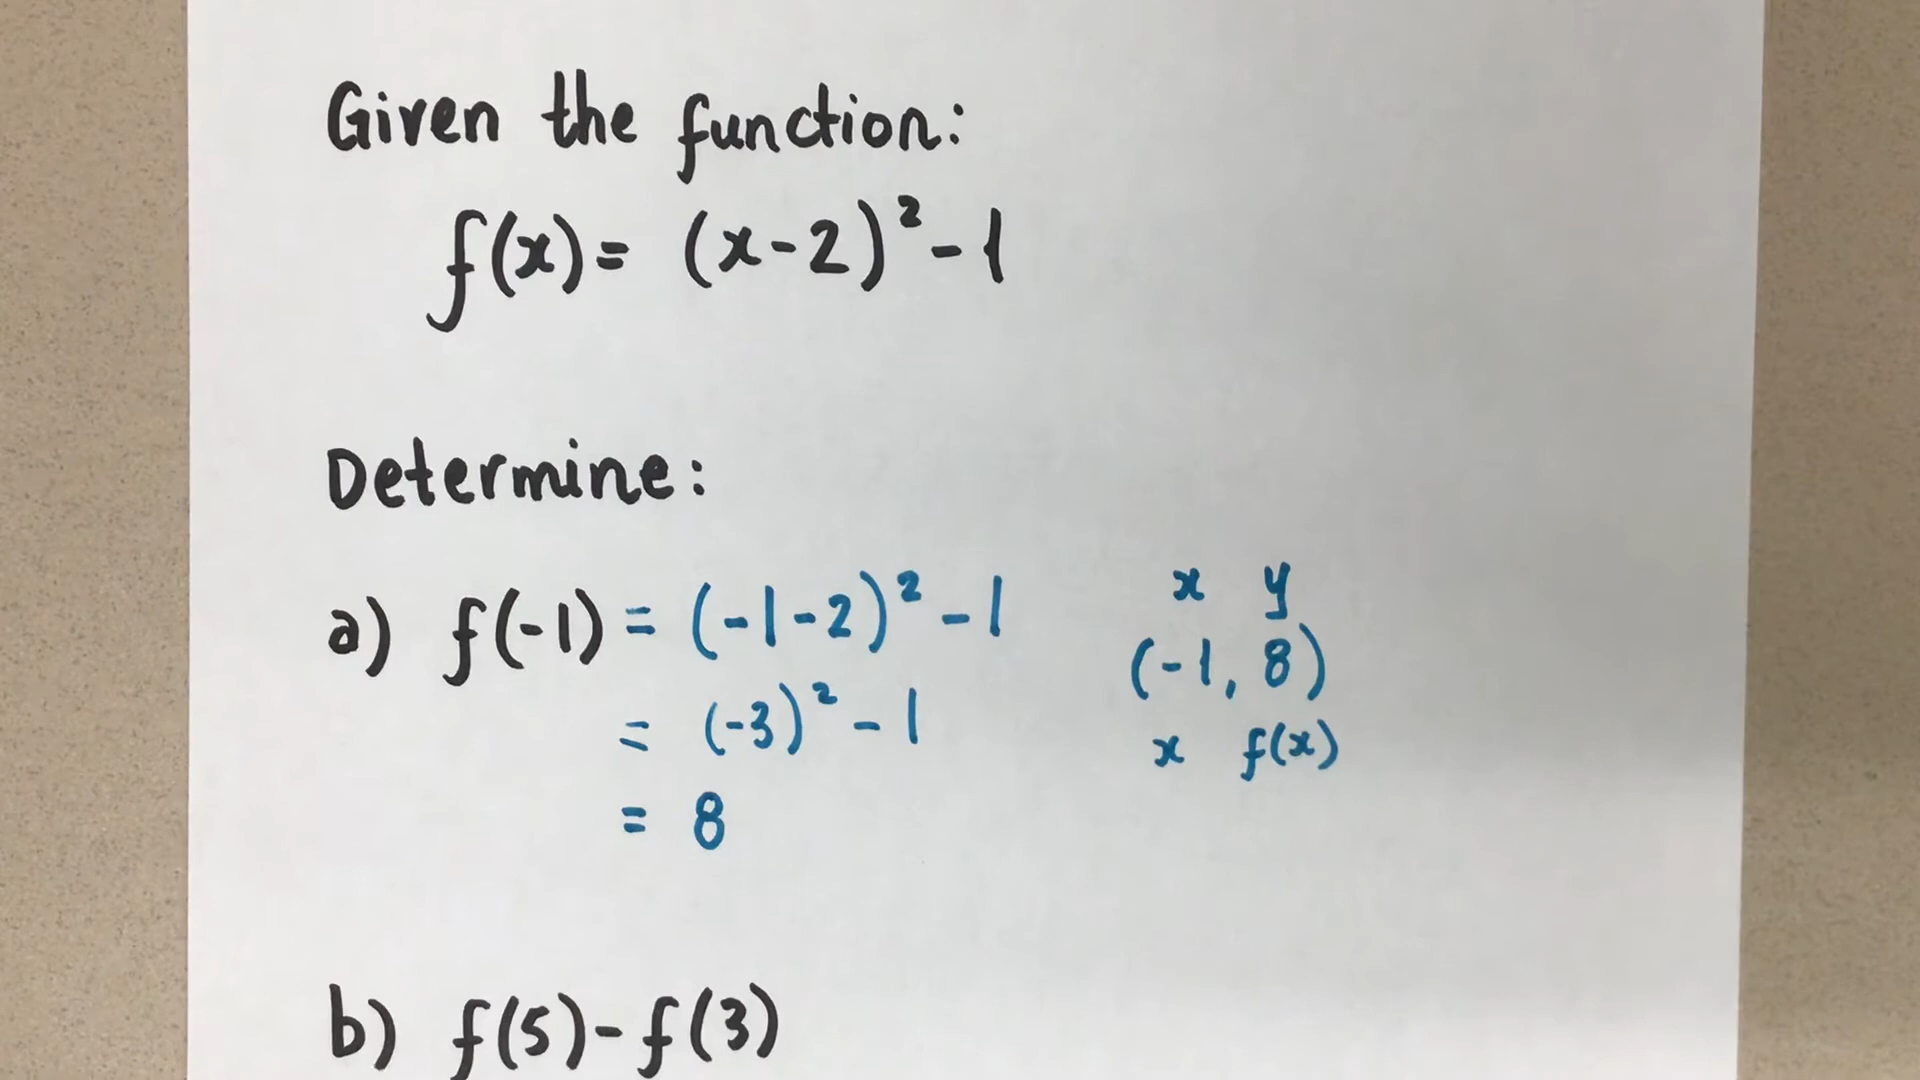 Given the function:
f(x) = (x-2)² - 1
Determine:
a) f(-1) = (-1-2)² - 1
= (-3)² - 1
= 8
x y
(-1, 8)
x f(x)
b) f(5) - f(3)